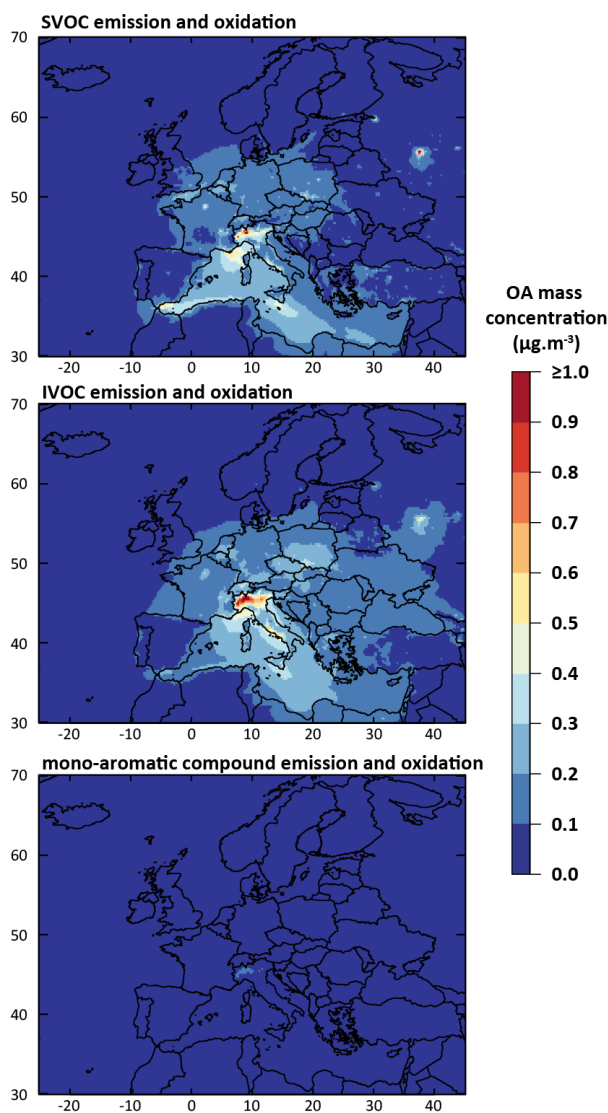 SVOC emission and oxidation
70
60
50
40
30
-20 -10 0 10 20 30 40
IVOC emission and oxidation
70
60
50
40
30
-20 -10 0 10 20 30 40
mono-aromatic compound emission and oxidation
70
60
50
40
30
-20 -10 0 10 20 30 40
OA mass
concentration
(µg.m⁻³)
≥1.0
0.9
0.8
0.7
0.6
0.5
0.4
0.3
0.2
0.1
0.0